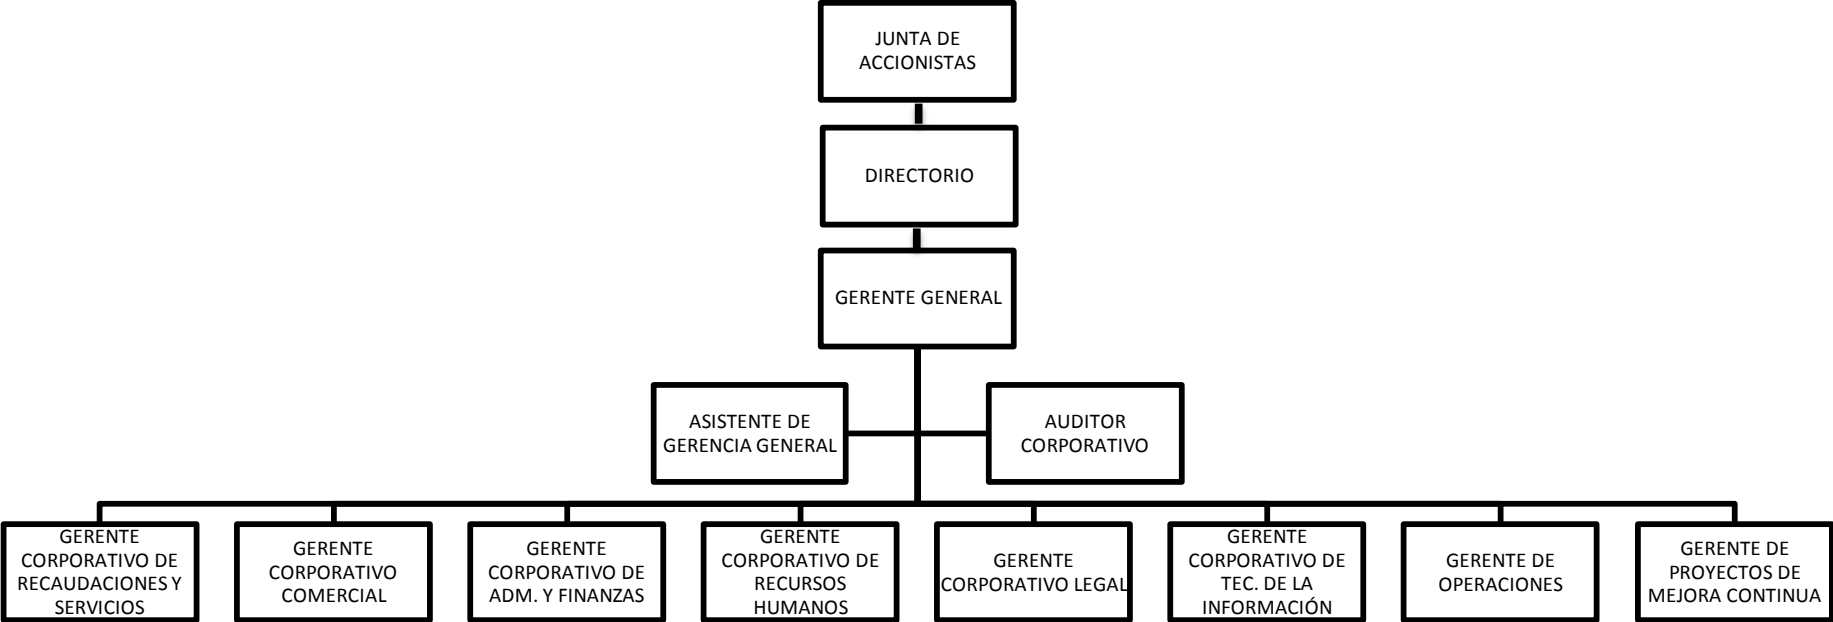 JUNTA DE
ACCIONISTAS
DIRECTORIO
GERENTE GENERAL
ASISTENTE DE
GERENCIA GENERAL
AUDITOR
CORPORATIVO
GERENTE
CORPORATIVO DE
RECAUDACIONES Y
SERVICIOS
GERENTE
CORPORATIVO
COMERCIAL
GERENTE
CORPORATIVO DE
ADM. Y FINANZAS
GERENTE
CORPORATIVO DE
RECURSOS
HUMANOS
GERENTE
CORPORATIVO LEGAL
GERENTE
CORPORATIVO DE
TEC. DE LA
INFORMACIÓN
GERENTE DE
OPERACIONES
GERENTE DE
PROYECTOS DE
MEJORA CONTINUA